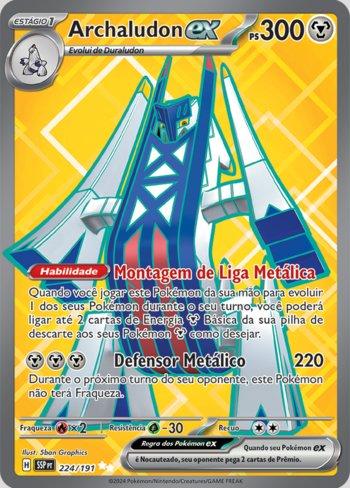 ESTÁGIO 1
Archaludon ex
PS 300
Evolui de Duraludon
Habilidade Montagem de Liga Metálica
Quando você jogar este Pokémon da sua mão para evoluir
1 dos seus Pokémon durante o seu turno, você poderá
ligar até 2 cartas de Energia Básica da sua pilha de
descarte aos seus Pokémon como desejar.
Defensor Metálico 220
Durante o próximo turno do seu oponente, este Pokémon
não terá Fraqueza.
Fraqueza ×2 Resistência -30 Recuo
Ilustr. 5ban Graphics
Regra dos Pokémon ex
Quando seu Pokémon ex
é Nocauteado, seu oponente pega 2 cartas de Prêmio.
H SSP PT 224/191
©2024 Pokémon/Nintendo/Creatures/GAME FREAK